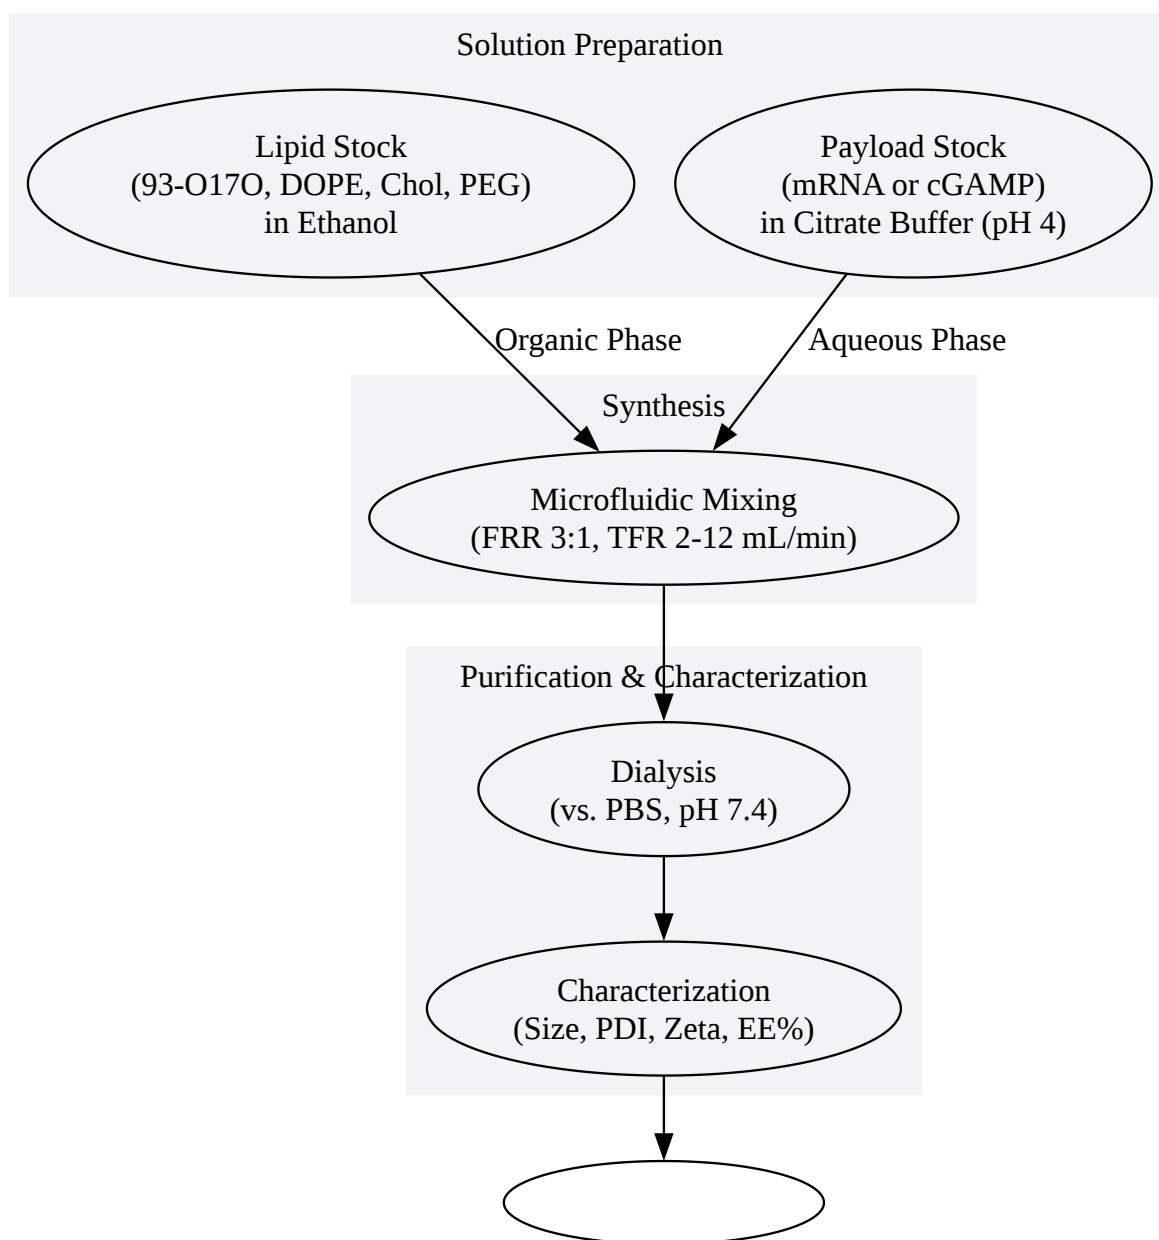 Solution Preparation
Lipid Stock
(93-O17O, DOPE, Chol, PEG)
in Ethanol
Payload Stock
(mRNA or cGAMP)
in Citrate Buffer (pH 4)
Organic Phase
Aqueous Phase
Synthesis
Microfluidic Mixing
(FRR 3:1, TFR 2-12 mL/min)
Purification & Characterization
Dialysis
(vs. PBS, pH 7.4)
Characterization
(Size, PDI, Zeta, EE%)